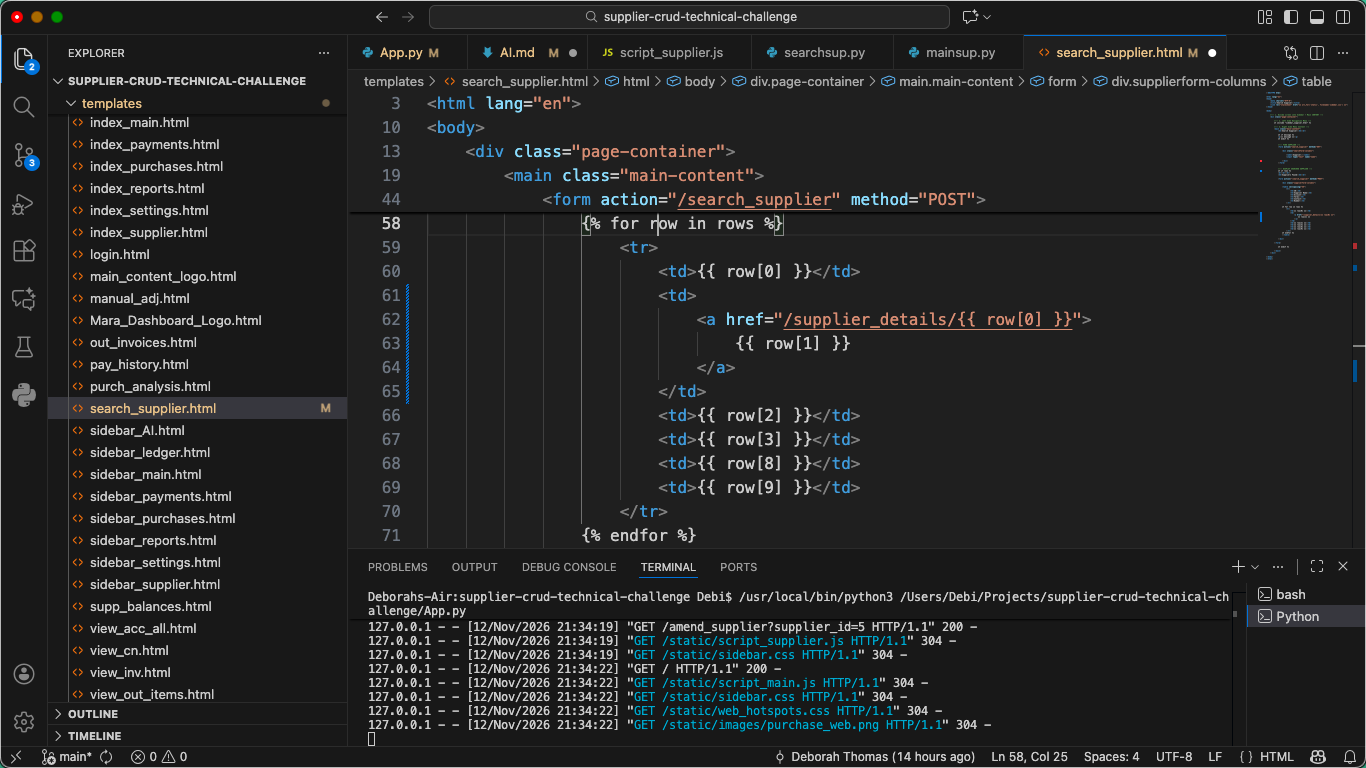 supplier-crud-technical-challenge
2
3
EXPLORER
SUPPLIER-CRUD-TECHNICAL-CHALLENGE
templates
index_main.html
index_payments.html
index_purchases.html
index_reports.html
index_settings.html
index_supplier.html
login.html
main_content_logo.html
manual_adj.html
Mara_Dashboard_Logo.html
out_invoices.html
pay_history.html
purch_analysis.html
search_supplier.html M
sidebar_AI.html
sidebar_ledger.html
sidebar_main.html
sidebar_payments.html
sidebar_purchases.html
sidebar_reports.html
sidebar_settings.html
sidebar_supplier.html
supp_balances.html
view_acc_all.html
view_cn.html
view_inv.html
view_out_items.html
OUTLINE
TIMELINE
App.py M AI.md M JS script_supplier.js searchsup.py mainsup.py search_supplier.html M
templates > search_supplier.html > html > body > div.page-container > main.main-content > form > div.supplierform-columns > table
3 <html lang="en">
10 <body>
13 <div class="page-container">
19 <main class="main-content">
44 <form action="/search_supplier" method="POST">
58 {% for row in rows %}
59 <tr>
60 <td>{{ row[0] }}</td>
61 <td>
62 <a href="/supplier_details/{{ row[0] }}">
63 {{ row[1] }}
64 </a>
65 </td>
66 <td>{{ row[2] }}</td>
67 <td>{{ row[3] }}</td>
68 <td>{{ row[8] }}</td>
69 <td>{{ row[9] }}</td>
70 </tr>
71 {% endfor %}
PROBLEMS OUTPUT DEBUG CONSOLE TERMINAL PORTS
Deborahs-Air:supplier-crud-technical-challenge Debi$ /usr/local/bin/python3 /Users/Debi/Projects/supplier-crud-technical-ch
allenge/App.py
127.0.0.1 - - [12/Nov/2026 21:34:19] "GET /amend_supplier?supplier_id=5 HTTP/1.1" 200 -
127.0.0.1 - - [12/Nov/2026 21:34:19] "GET /static/script_supplier.js HTTP/1.1" 304 -
127.0.0.1 - - [12/Nov/2026 21:34:19] "GET /static/sidebar.css HTTP/1.1" 304 -
127.0.0.1 - - [12/Nov/2026 21:34:22] "GET / HTTP/1.1" 200 -
127.0.0.1 - - [12/Nov/2026 21:34:22] "GET /static/script_main.js HTTP/1.1" 304 -
127.0.0.1 - - [12/Nov/2026 21:34:22] "GET /static/sidebar.css HTTP/1.1" 304 -
127.0.0.1 - - [12/Nov/2026 21:34:22] "GET /static/web_hotspots.css HTTP/1.1" 304 -
127.0.0.1 - - [12/Nov/2026 21:34:22] "GET /static/images/purchase_web.png HTTP/1.1" 304 -
bash
Python
main* 0 0 Deborah Thomas (14 hours ago) Ln 58, Col 25 Spaces: 4 UTF-8 LF { } HTML